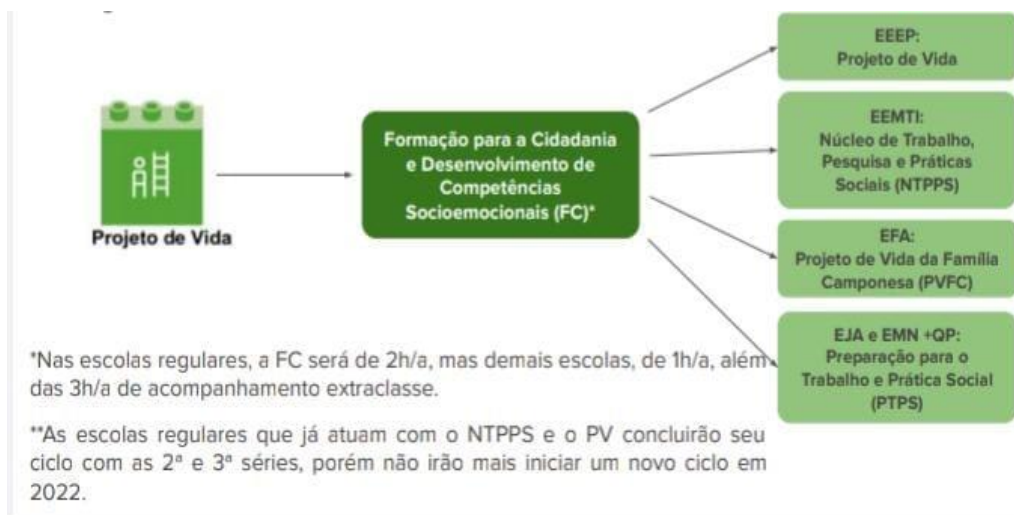 Projeto de Vida
Formação para a Cidadania
e Desenvolvimento de
Competências
Socioemocionais (FC)*
EEEP:
Projeto de Vida
EEMTI:
Núcleo de Trabalho,
Pesquisa e Práticas
Sociais (NTPPS)
EFA:
Projeto de Vida da Família
Camponesa (PVFC)
EJA e EMN +QP:
Preparação para o
Trabalho e Prática Social
(PTPS)
*Nas escolas regulares, a FC será de 2h/a, mas demais escolas, de 1h/a, além
das 3h/a de acompanhamento extraclasse.
**As escolas regulares que já atuam com o NTPPS e o PV concluirão seu
ciclo com as 2ª e 3ª séries, porém não irão mais iniciar um novo ciclo em
2022.